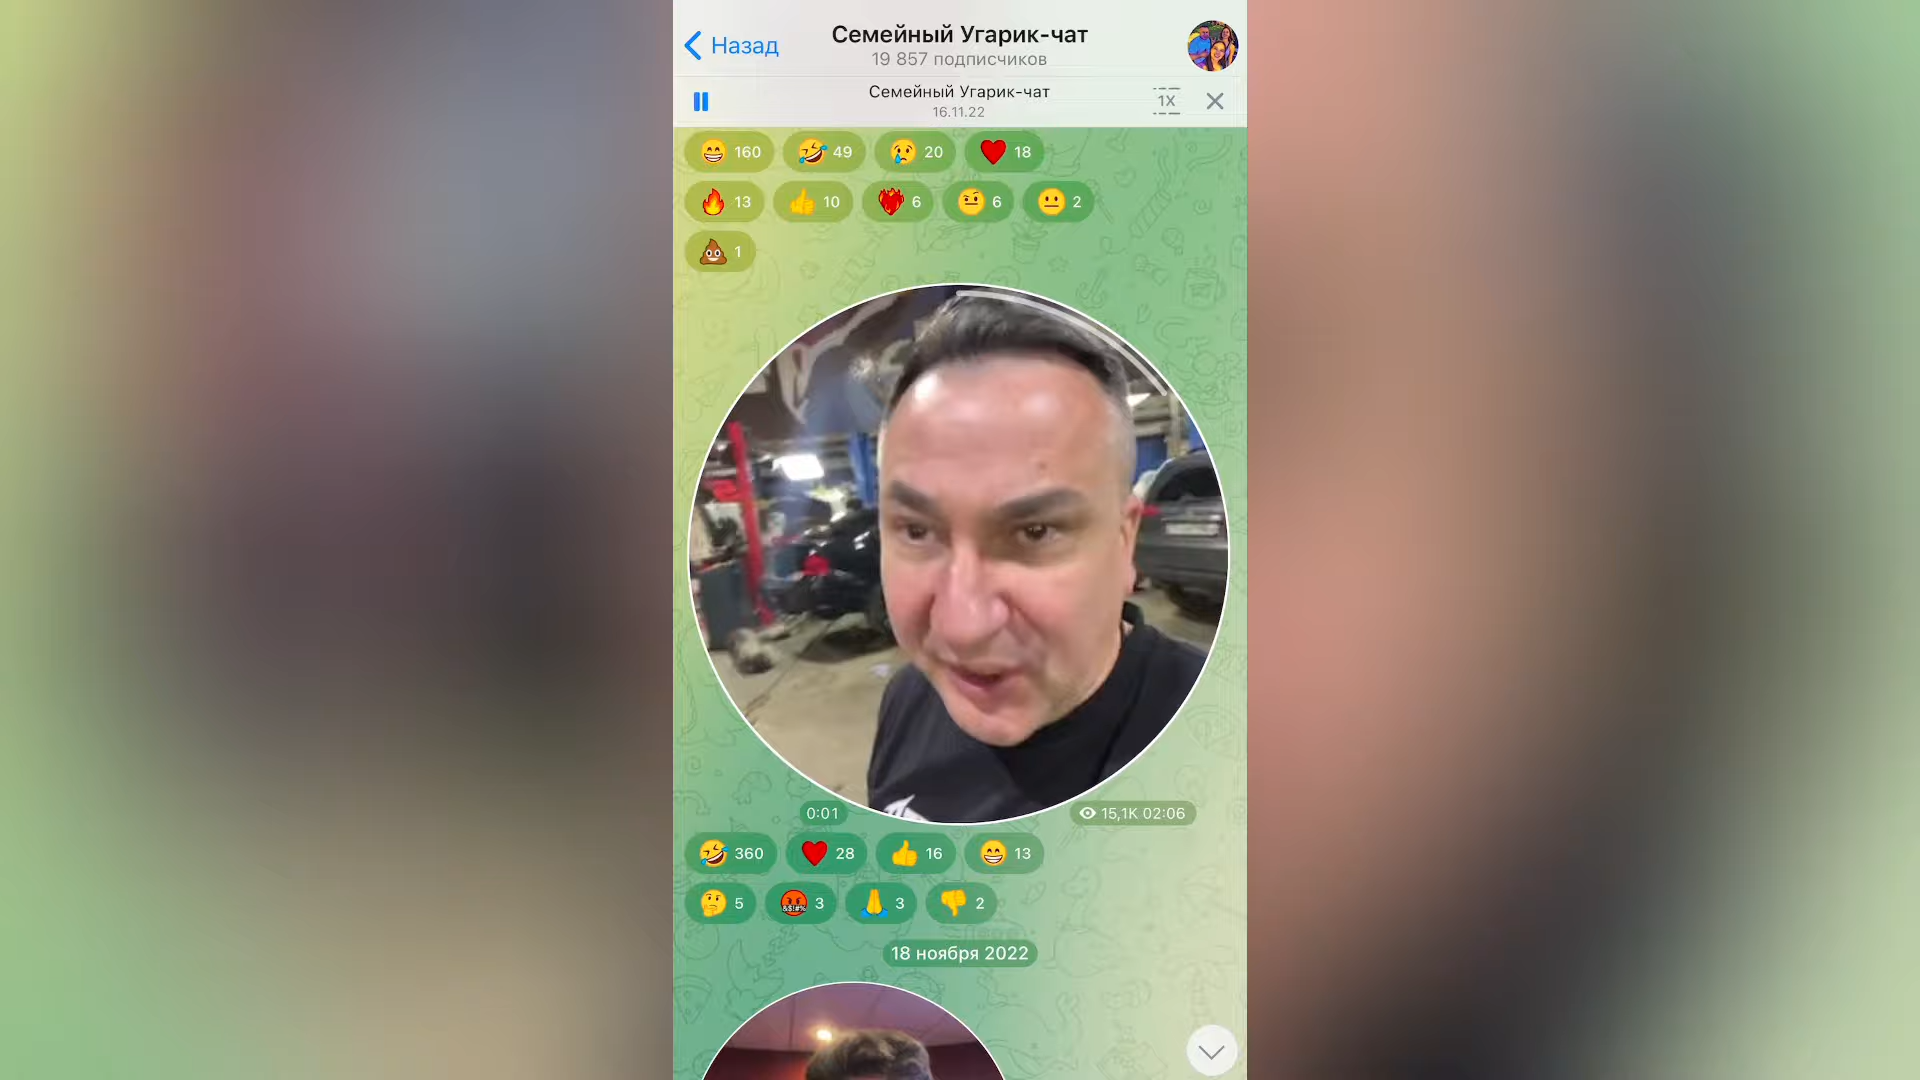 Назад
Семейный Угарик-чат
19 857 подписчиков
Семейный Угарик-чат
16.11.22
1X
160 49 20 18
13 10 6 6 2
1
0:01
15,1K 02:06
360 28 16 13
5 3 3 2
18 ноября 2022